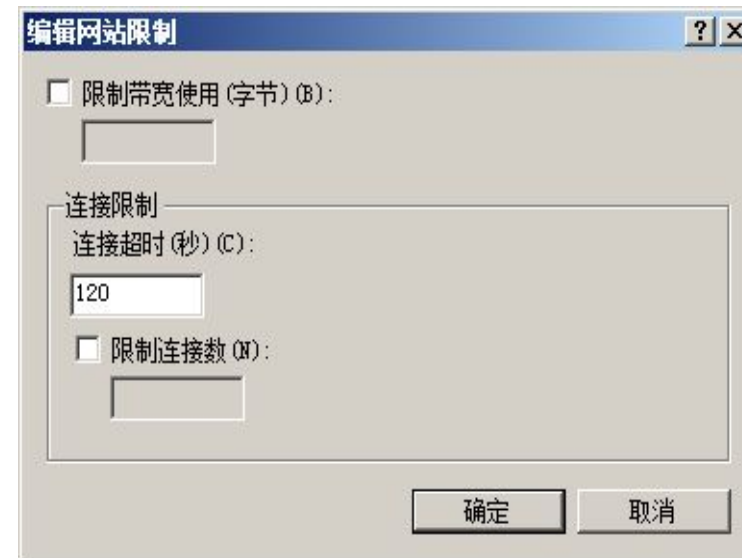 编辑网站限制
限制带宽使用(字节)(B):
连接限制
连接超时(秒)(C):
120
限制连接数(N):
确定 取消